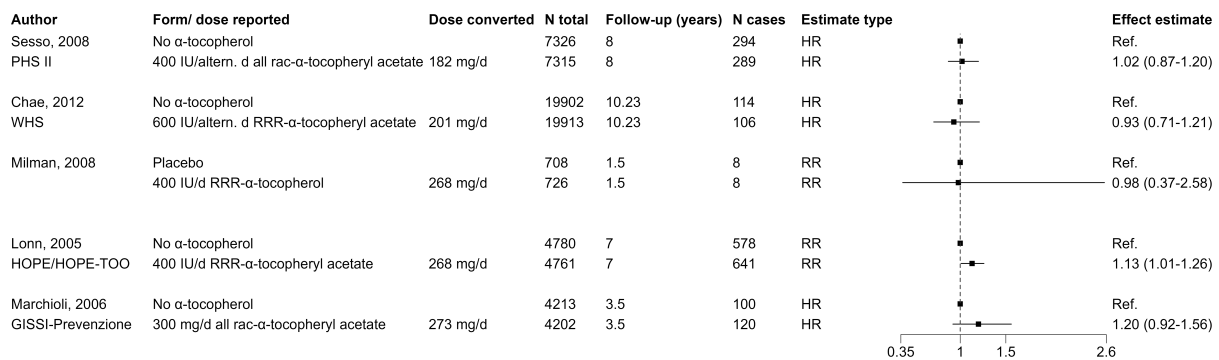 Author Form/ dose reported Dose converted N total Follow-up (years) N cases Estimate type Effect estimate
Sesso, 2008 No α-tocopherol 7326 8 294 HR Ref.
PHS II 400 IU/altern. d all rac-α-tocopheryl acetate 182 mg/d 7315 8 289 HR 1.02 (0.87-1.20)
Chae, 2012 No α-tocopherol 19902 10.23 114 HR Ref.
WHS 600 IU/altern. d RRR-α-tocopheryl acetate 201 mg/d 19913 10.23 106 HR 0.93 (0.71-1.21)
Milman, 2008 Placebo 708 1.5 8 RR Ref.
400 IU/d RRR-α-tocopherol 268 mg/d 726 1.5 8 RR 0.98 (0.37-2.58)
Lonn, 2005 No α-tocopherol 4780 7 578 RR Ref.
HOPE/HOPE-TOO 400 IU/d RRR-α-tocopheryl acetate 268 mg/d 4761 7 641 RR 1.13 (1.01-1.26)
Marchioli, 2006 No α-tocopherol 4213 3.5 100 HR Ref.
GISSI-Prevenzione 300 mg/d all rac-α-tocopheryl acetate 273 mg/d 4202 3.5 120 HR 1.20 (0.92-1.56)
0.35 1 1.5 2.6